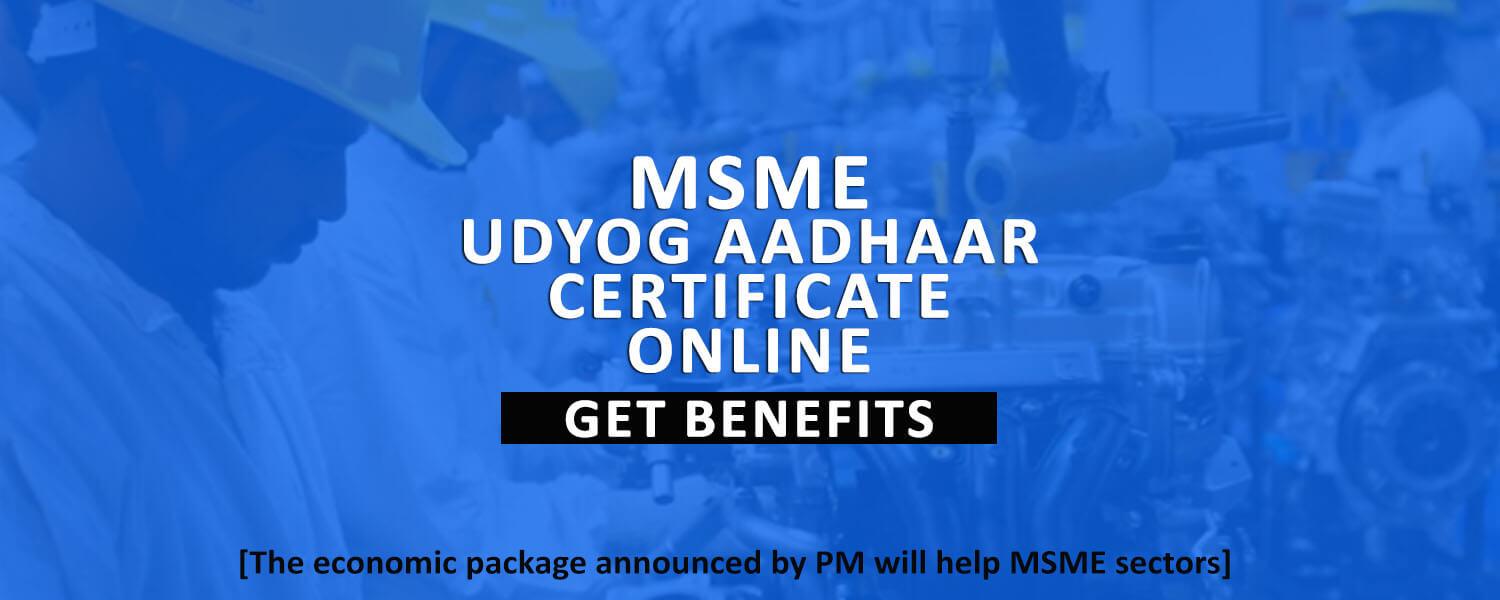 MSME
UDYOG AADHAAR
CERTIFICATE
ONLINE
GET BENEFITS
[The economic package announced by PM will help MSME sectors]